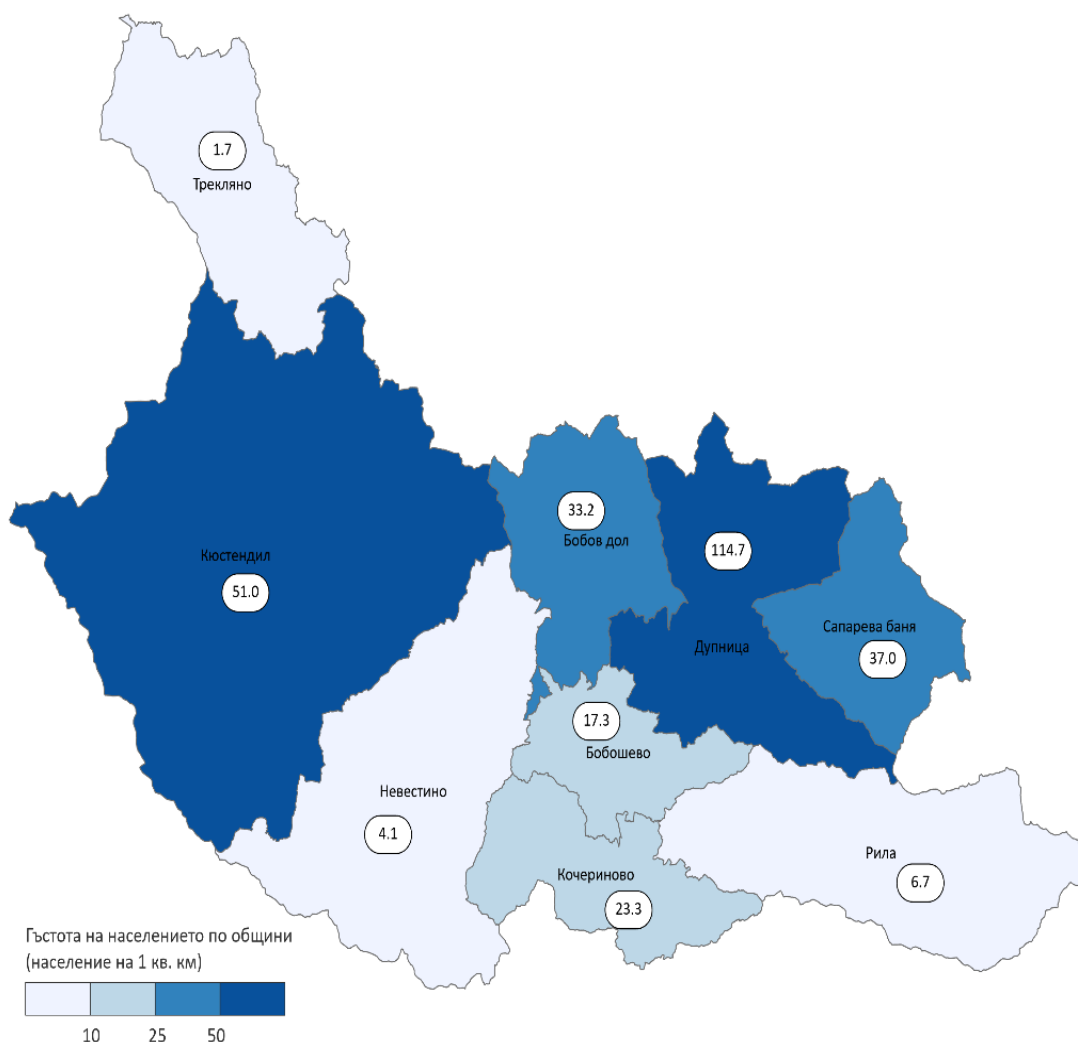 1.7
Трекляно
33.2
Бобов дол
114.7
Кюстендил
51.0
Сапарева баня
37.0
Дупница
17.3
Бобошево
Невестино
4.1
Рила
6.7
Кочериново
23.3
Гъстота на населението по общини
(население на 1 кв. км)
10 25 50